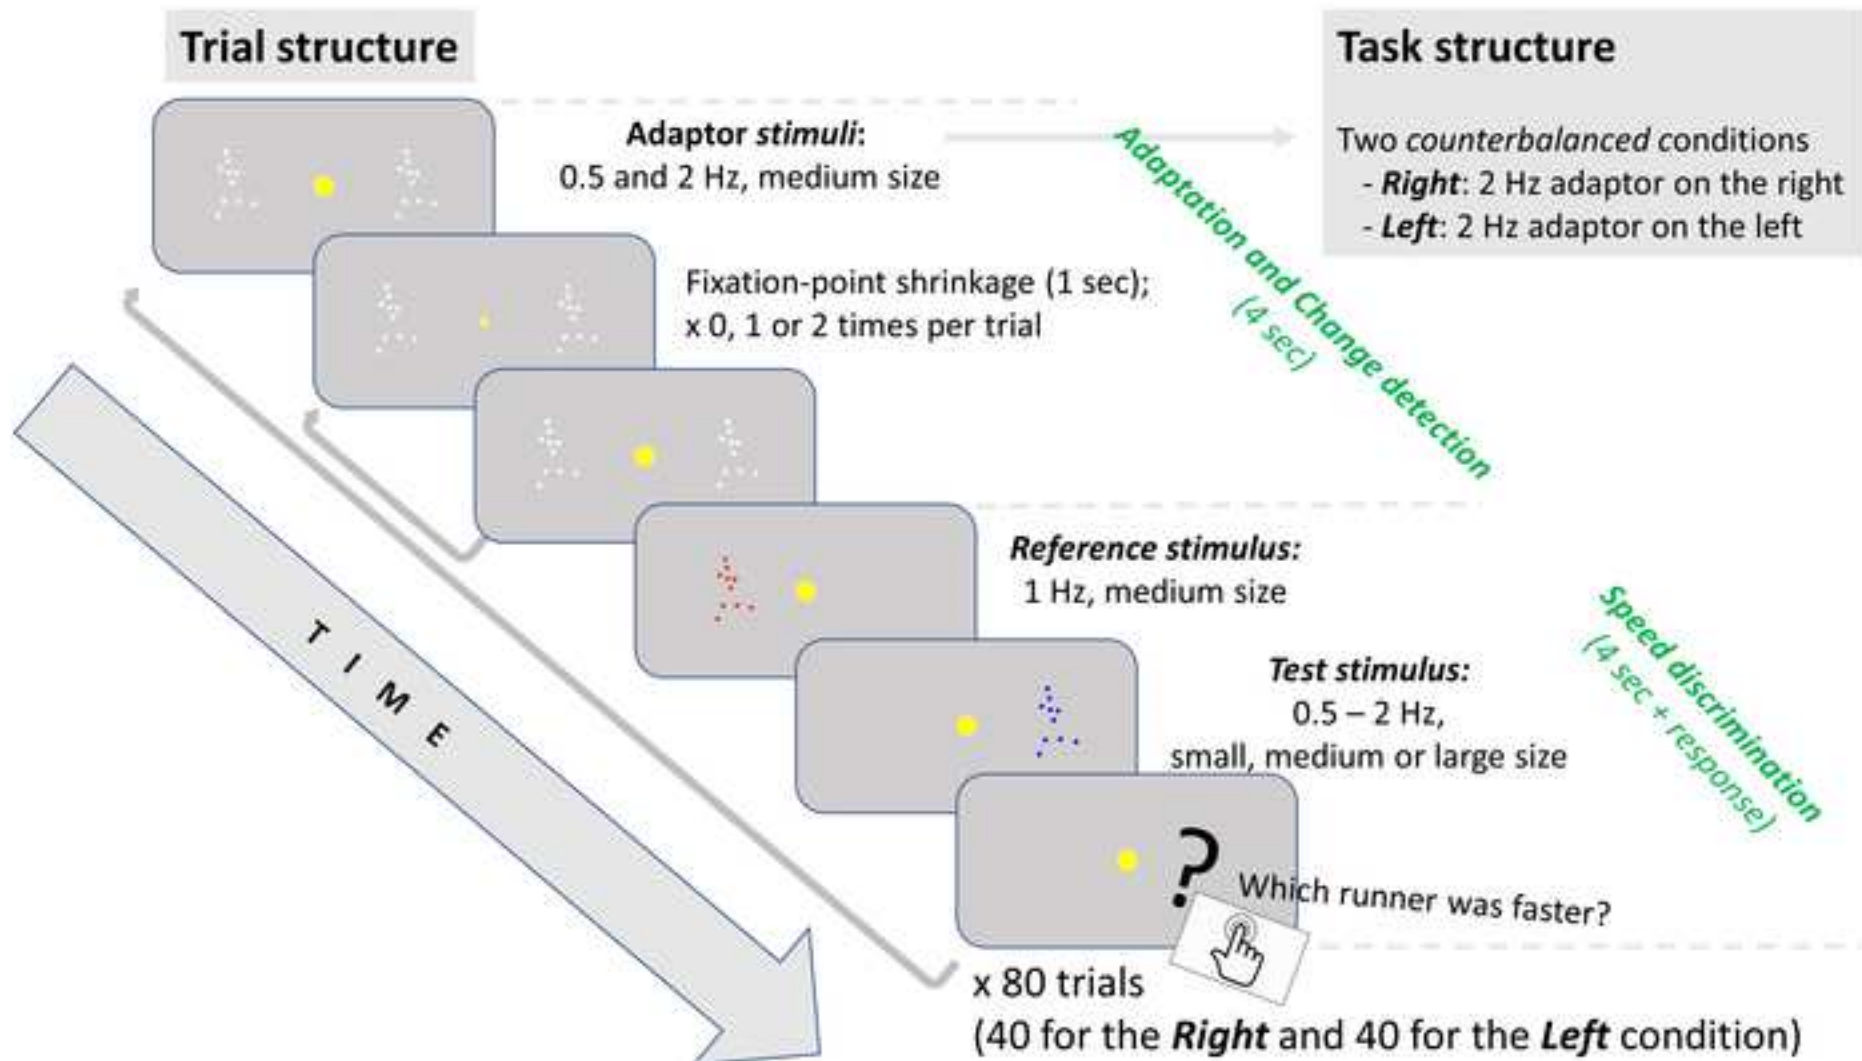 Trial structure
Task structure
Adaptor stimuli:
0.5 and 2 Hz, medium size
Two counterbalanced conditions
- Right: 2 Hz adaptor on the right
- Left: 2 Hz adaptor on the left
Adaptation and Change detection
(4 sec)
Fixation-point shrinkage (1 sec);
x 0, 1 or 2 times per trial
Reference stimulus:
1 Hz, medium size
Test stimulus:
0.5 – 2 Hz,
small, medium or large size
Speed discrimination
(4 sec + response)
TIME
?
Which runner was faster?
x 80 trials
(40 for the Right and 40 for the Left condition)